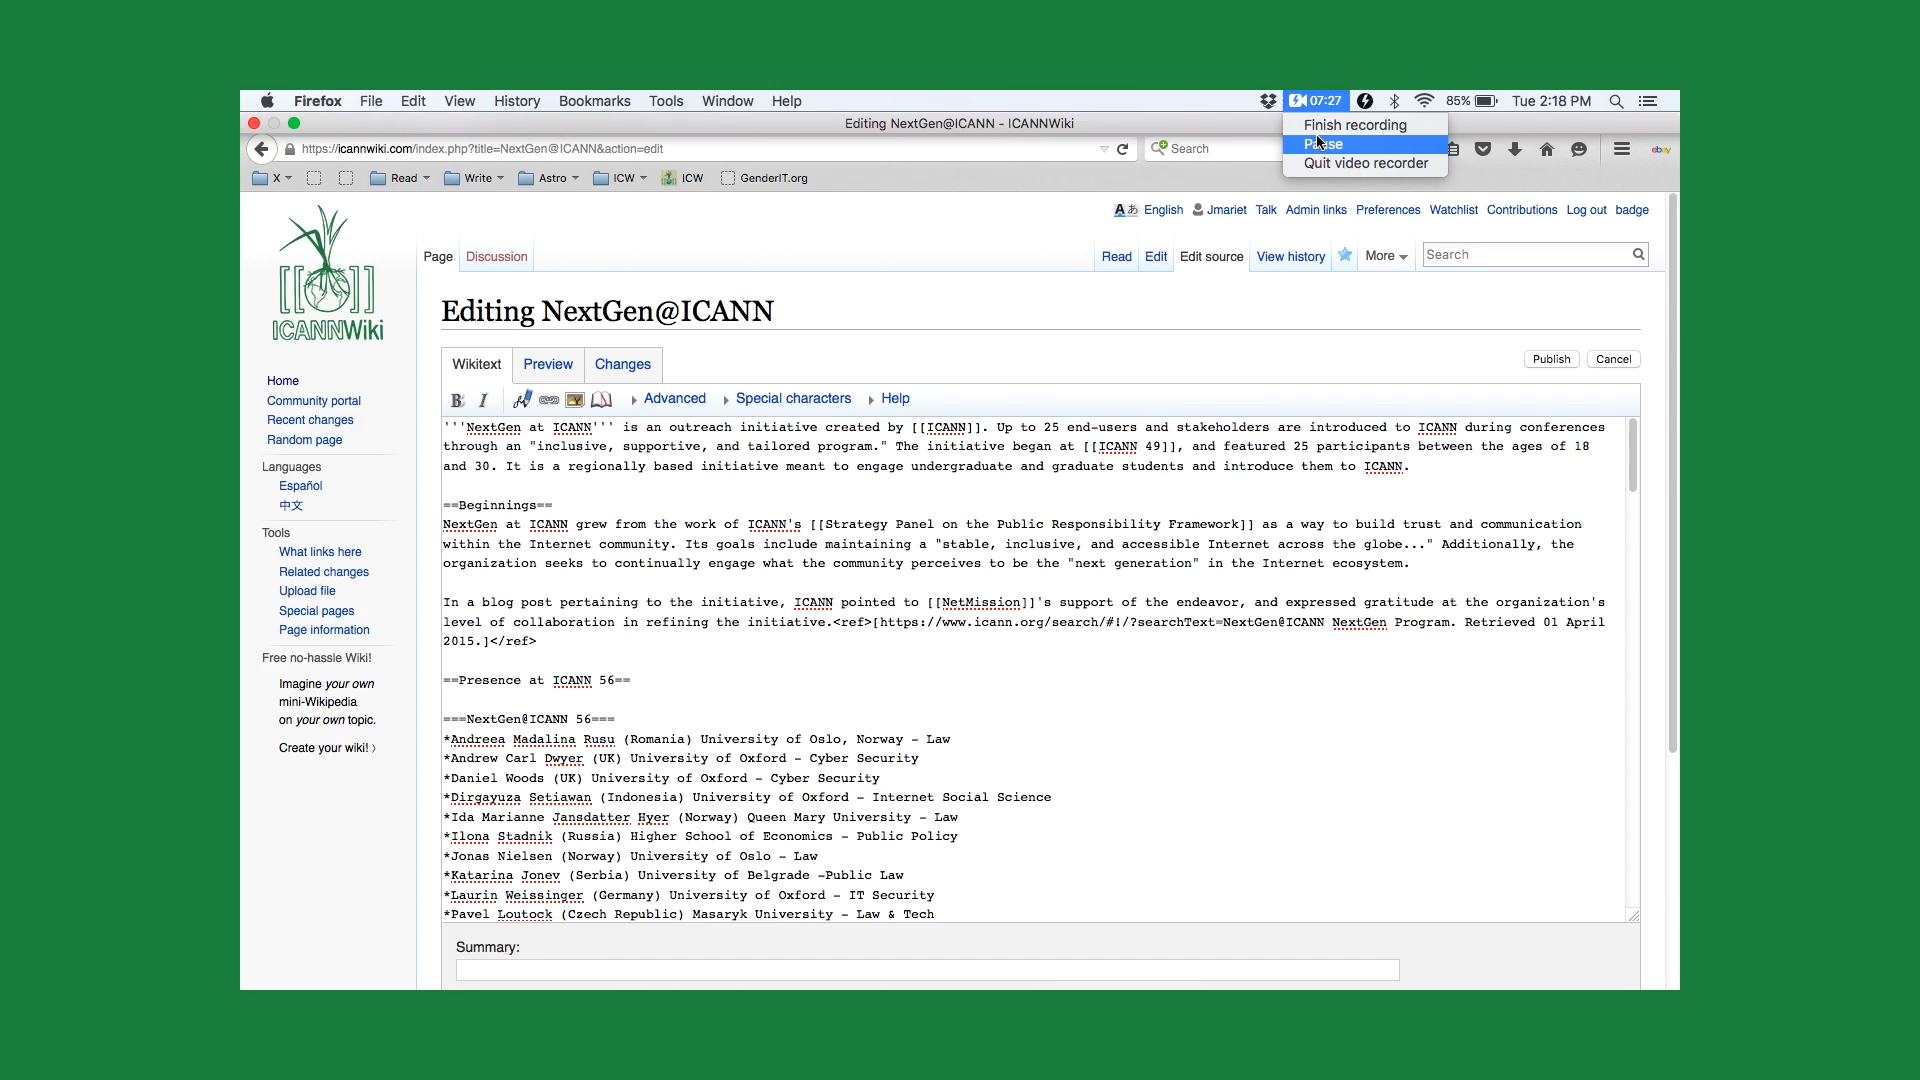 Firefox File Edit View History Bookmarks Tools Window Help 07:27 85% Tue 2:18 PM
Editing NextGen@ICANN - ICANNWiki
Finish recording
Pause
Quit video recorder
https://icannwiki.com/index.php?title=NextGen@ICANN&action=edit Search ebay
X Read Write Astro ICW ICW GenderIT.org
Aあ English Jmariet Talk Admin links Preferences Watchlist Contributions Log out badge
Page Discussion Read Edit Edit source View history More Search
[[ ]]
ICANNWiki
Editing NextGen@ICANN
Wikitext Preview Changes Publish Cancel
B I Advanced Special characters Help
Home
Community portal
Recent changes
Random page
Languages
Español
中文
Tools
What links here
Related changes
Upload file
Special pages
Page information
Free no-hassle Wiki!
Imagine your own
mini-Wikipedia
on your own topic.
Create your wiki! ›
'''NextGen at ICANN''' is an outreach initiative created by [[ICANN]]. Up to 25 end-users and stakeholders are introduced to ICANN during conferences
through an "inclusive, supportive, and tailored program." The initiative began at [[ICANN 49]], and featured 25 participants between the ages of 18
and 30. It is a regionally based initiative meant to engage undergraduate and graduate students and introduce them to ICANN.
==Beginnings==
NextGen at ICANN grew from the work of ICANN's [[Strategy Panel on the Public Responsibility Framework]] as a way to build trust and communication
within the Internet community. Its goals include maintaining a "stable, inclusive, and accessible Internet across the globe..." Additionally, the
organization seeks to continually engage what the community perceives to be the "next generation" in the Internet ecosystem.
In a blog post pertaining to the initiative, ICANN pointed to [[NetMission]]'s support of the endeavor, and expressed gratitude at the organization's
level of collaboration in refining the initiative.<ref>[https://www.icann.org/search/#!/?searchText=NextGen@ICANN NextGen Program. Retrieved 01 April
2015.]</ref>
==Presence at ICANN 56==
===NextGen@ICANN 56===
*Andreea Madalina Rusu (Romania) University of Oslo, Norway - Law
*Andrew Carl Dwyer (UK) University of Oxford - Cyber Security
*Daniel Woods (UK) University of Oxford - Cyber Security
*Dirgayuza Setiawan (Indonesia) University of Oxford - Internet Social Science
*Ida Marianne Jansdatter Hyer (Norway) Queen Mary University - Law
*Ilona Stadnik (Russia) Higher School of Economics - Public Policy
*Jonas Nielsen (Norway) University of Oslo - Law
*Katarina Jonev (Serbia) University of Belgrade -Public Law
*Laurin Weissinger (Germany) University of Oxford - IT Security
*Pavel Loutock (Czech Republic) Masaryk University - Law & Tech
Summary: